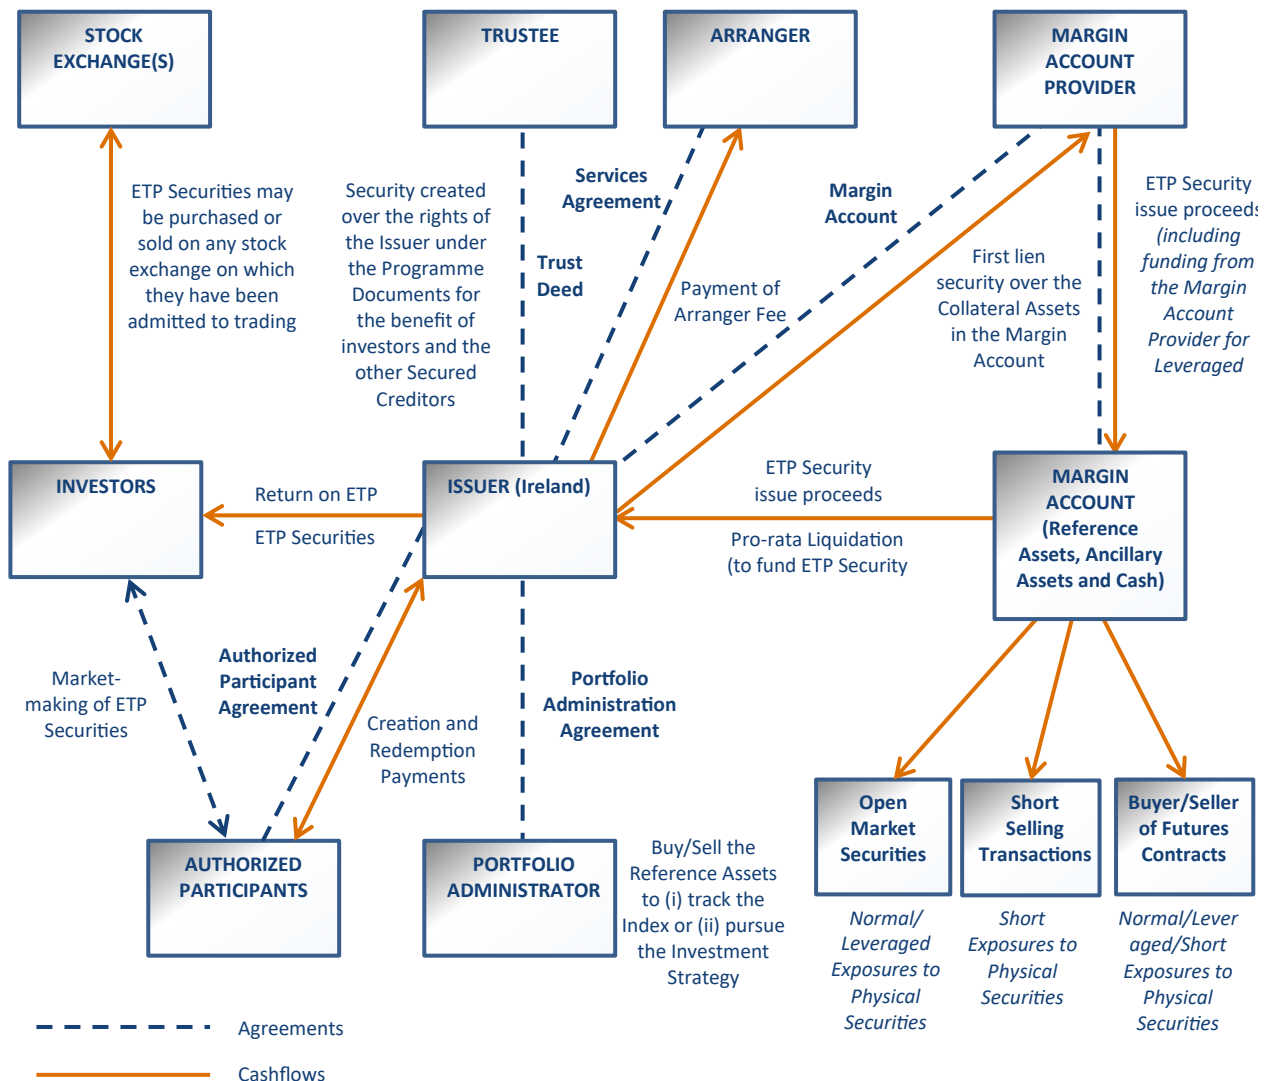 STOCK
EXCHANGE(S)
TRUSTEE
ARRANGER
MARGIN
ACCOUNT
PROVIDER
ETP Securities may
be purchased or
sold on any stock
exchange on which
they have been
admitted to trading
Security created
over the rights of
the Issuer under
the Programme
Documents for
the benefit of
investors and the
other Secured
Creditors
Trust
Deed
Services
Agreement
Payment of
Arranger Fee
Margin
Account
First lien
security over the
Collateral Assets
in the Margin
Account
ETP Security
issue proceeds
(including
funding from
the Margin
Account
Provider for
Leveraged
INVESTORS
Return on ETP
ETP Securities
ISSUER (Ireland)
ETP Security
issue proceeds
Pro-rata Liquidation
(to fund ETP Security
MARGIN
ACCOUNT
(Reference
Assets, Ancillary
Assets and Cash)
Market-
making of ETP
Securities
Authorized
Participant
Agreement
Creation and
Redemption
Payments
Portfolio
Administration
Agreement
AUTHORIZED
PARTICIPANTS
PORTFOLIO
ADMINISTRATOR
Buy/Sell the
Reference Assets
to (i) track the
Index or (ii) pursue
the Investment
Strategy
Open
Market
Securities
Short
Selling
Transactions
Buyer/Seller
of Futures
Contracts
Normal/
Leveraged
Exposures to
Physical
Securities
Short
Exposures to
Physical
Securities
Normal/Lever
aged/Short
Exposures to
Physical
Securities
Agreements
Cashflows